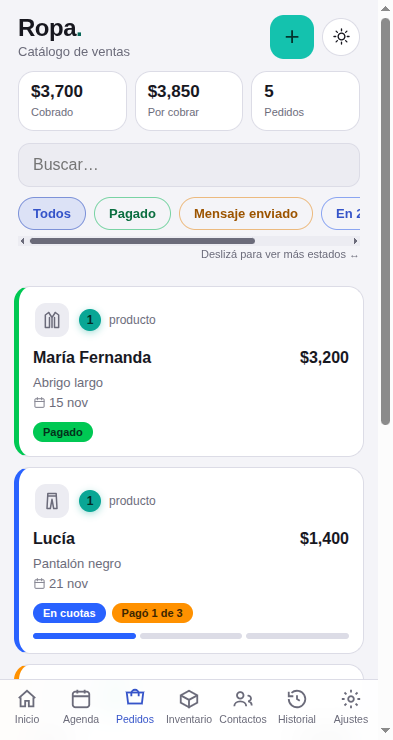 Ropa.
Catálogo de ventas
+
$3,700
Cobrado
$3,850
Por cobrar
5
Pedidos
Buscar…
Todos
Pagado
Mensaje enviado
En 2
Deslizá para ver más estados ↔
1 producto
María Fernanda $3,200
Abrigo largo
15 nov
Pagado
1 producto
Lucía $1,400
Pantalón negro
21 nov
En cuotas Pagó 1 de 3
Inicio Agenda Pedidos Inventario Contactos Historial Ajustes